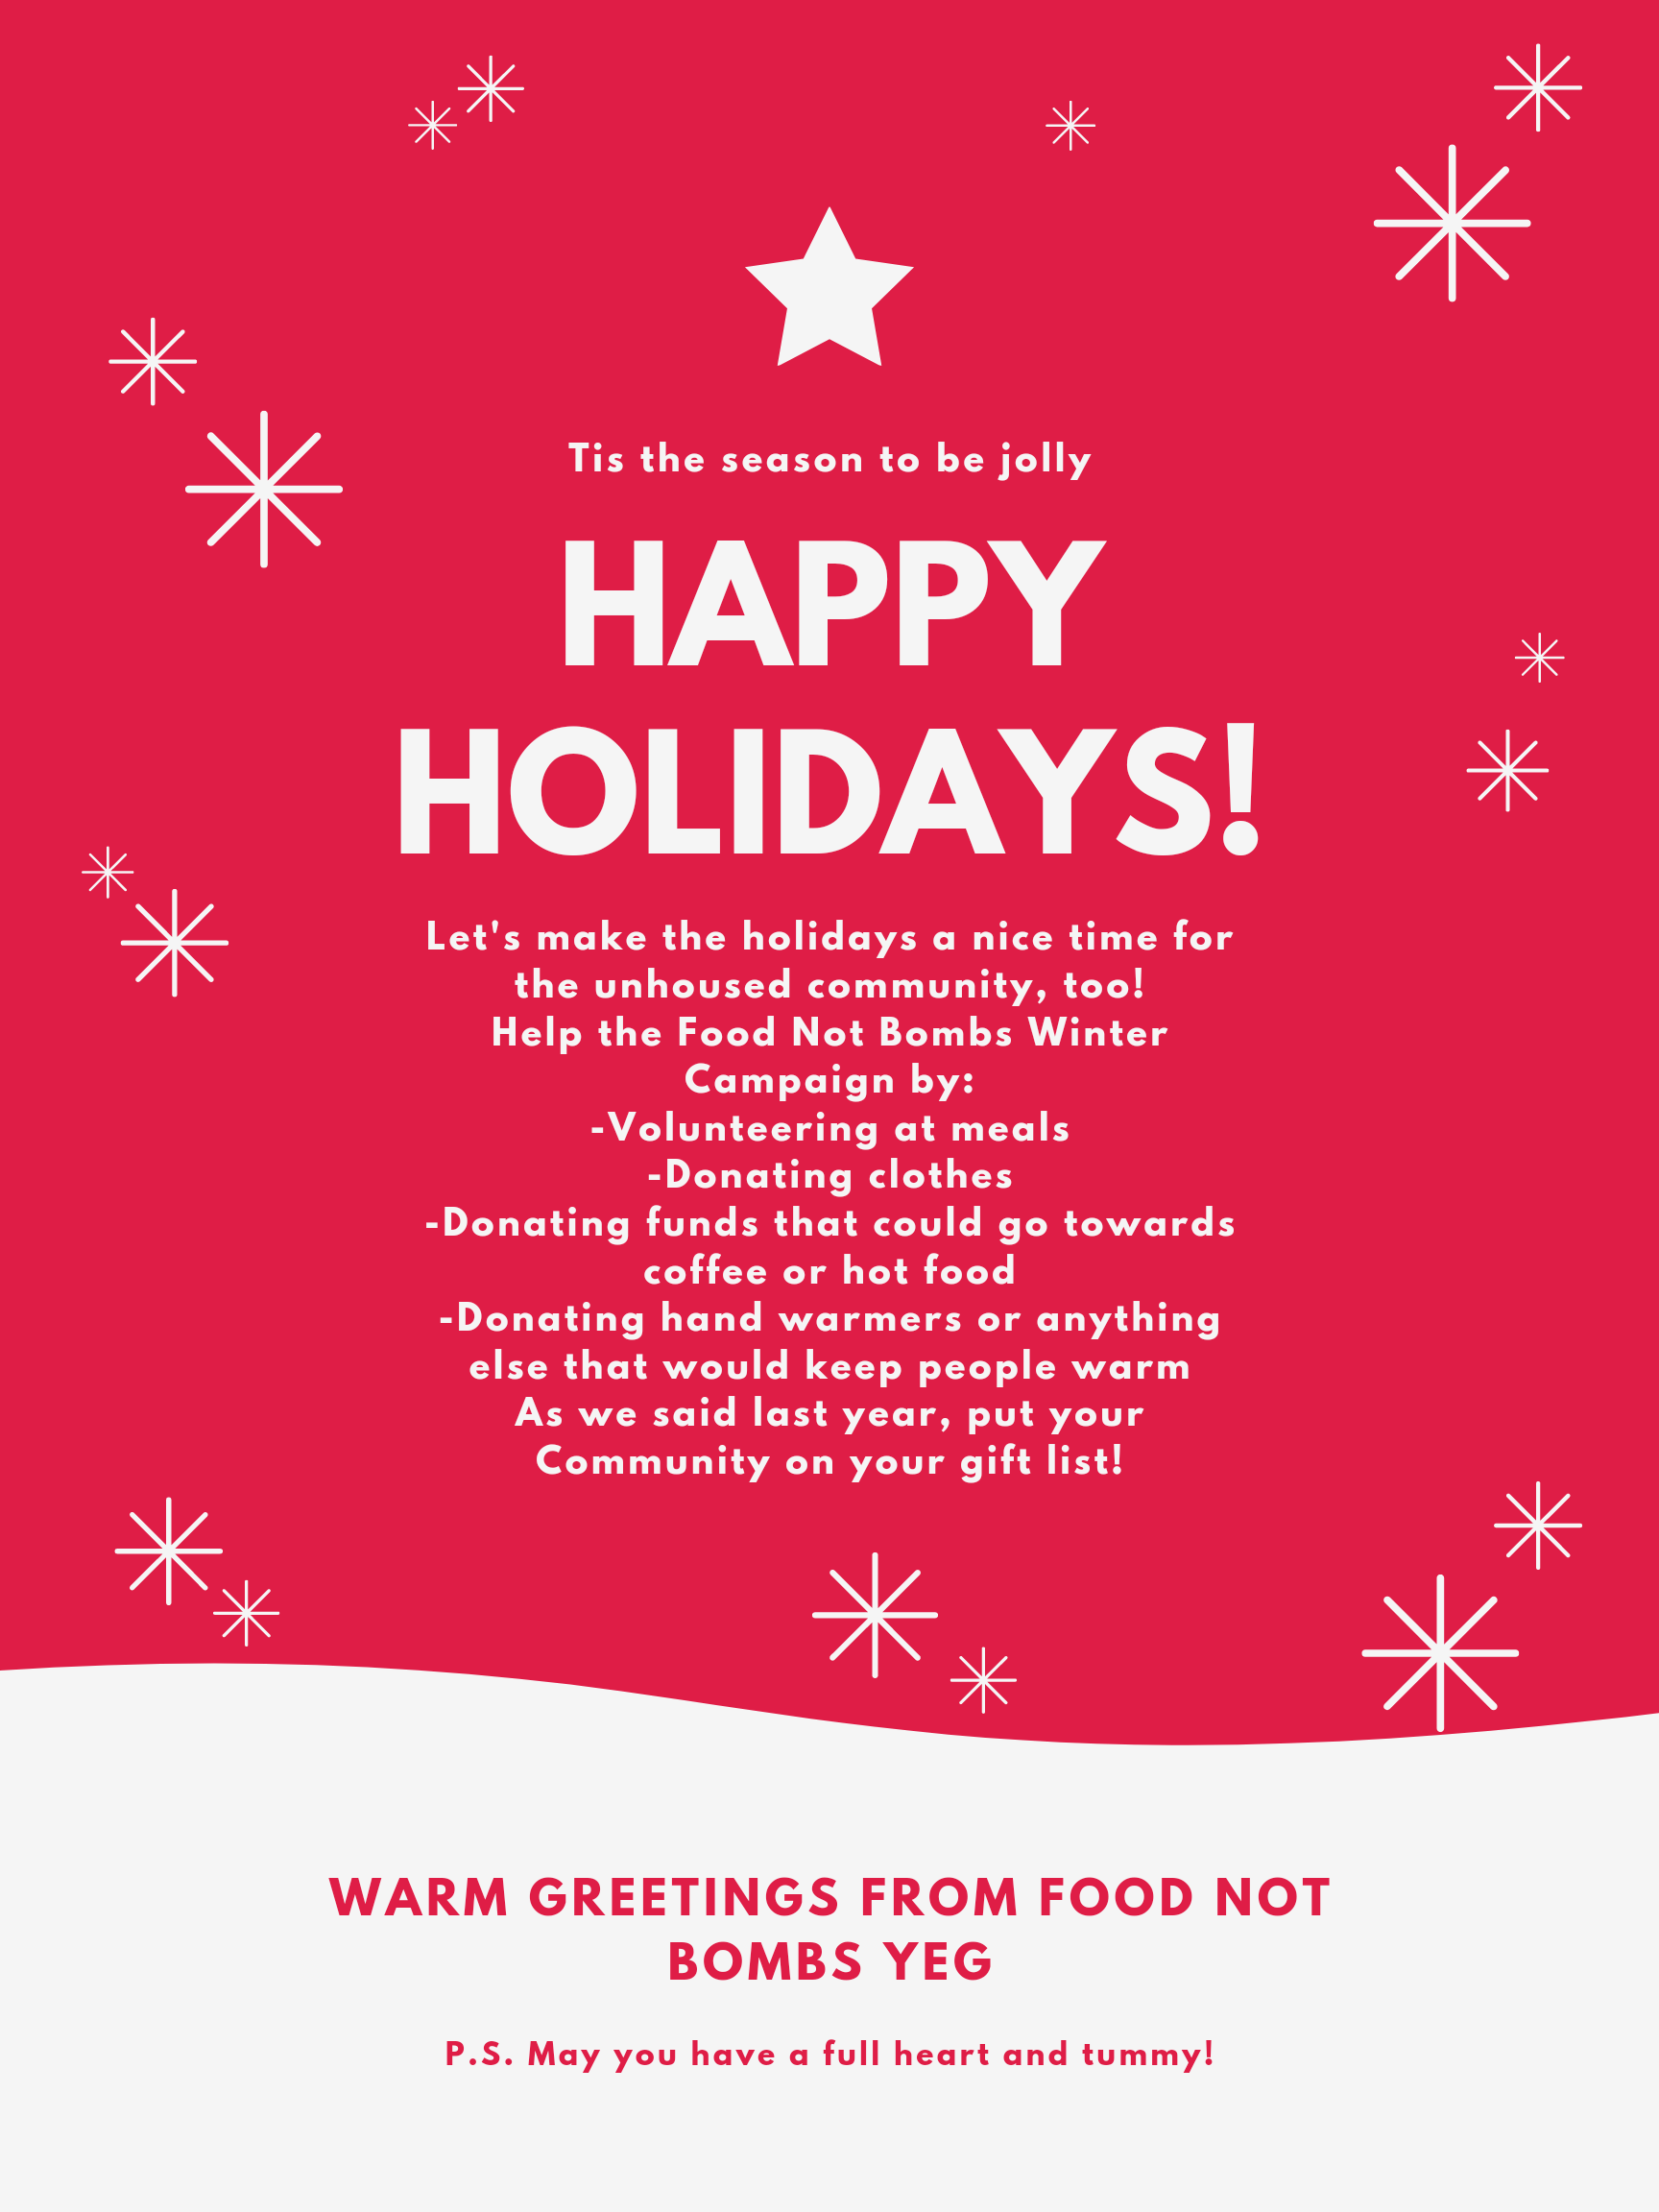 Tis the season to be jolly
HAPPY
HOLIDAYS!
Let's make the holidays a nice time for
the unhoused community, too!
Help the Food Not Bombs Winter
Campaign by:
-Volunteering at meals
-Donating clothes
-Donating funds that could go towards
coffee or hot food
-Donating hand warmers or anything
else that would keep people warm
As we said last year, put your
Community on your gift list!
WARM GREETINGS FROM FOOD NOT
BOMBS YEG
P.S. May you have a full heart and tummy!